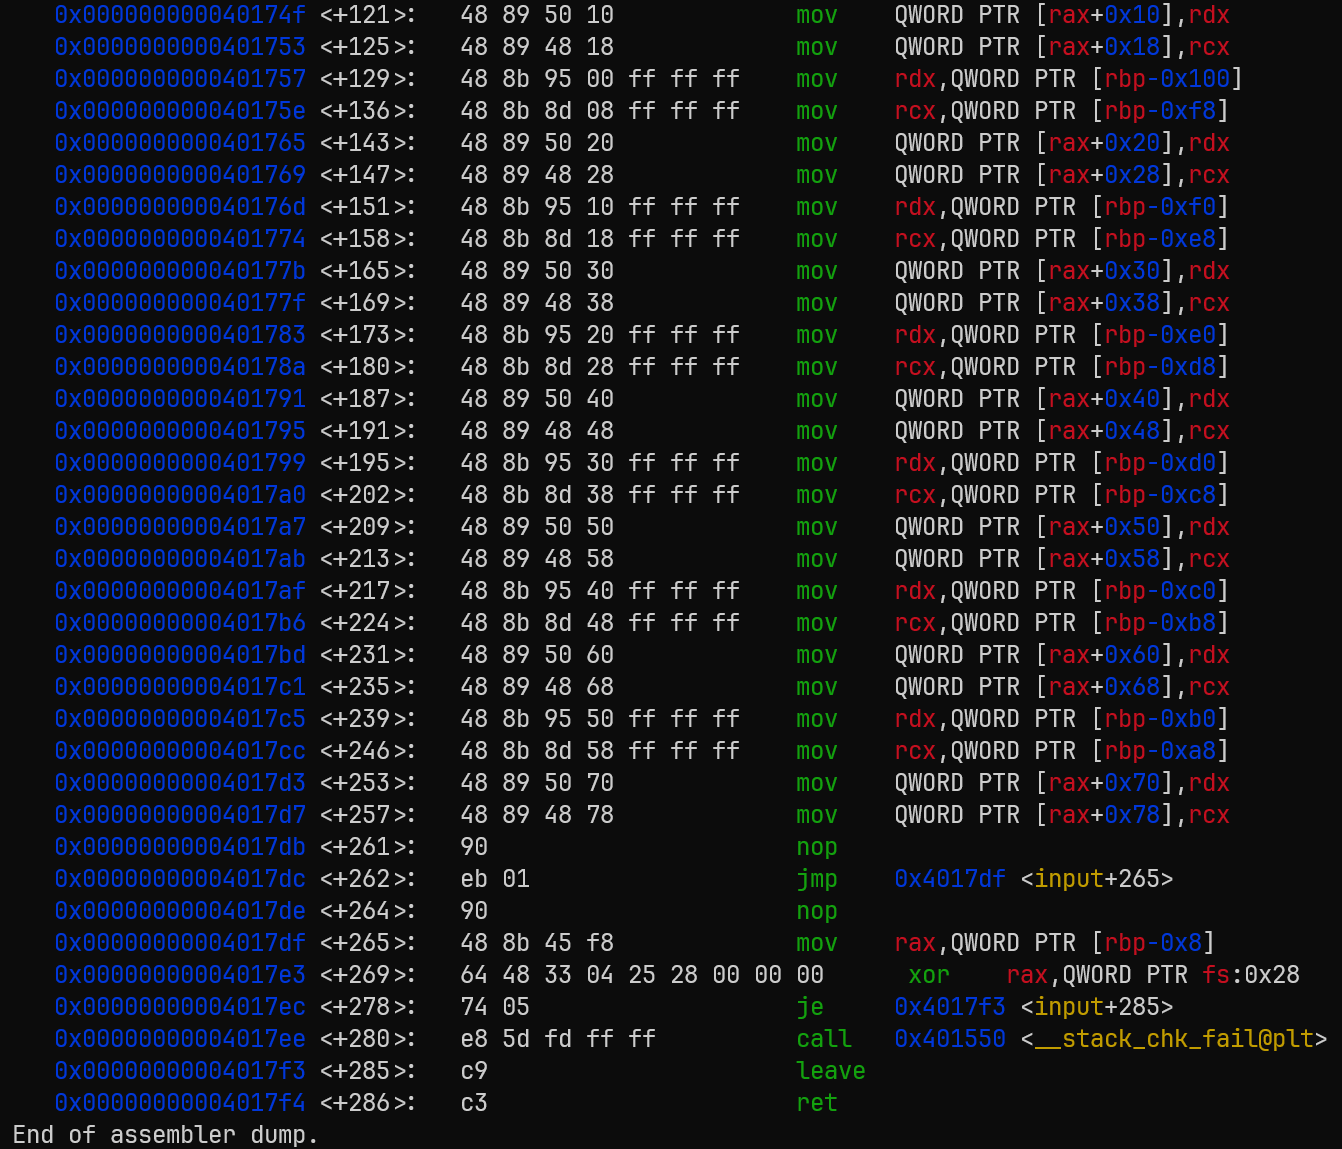 0x000000000040174f <+121>: 48 89 50 10 mov QWORD PTR [rax+0x10],rdx
0x0000000000401753 <+125>: 48 89 48 18 mov QWORD PTR [rax+0x18],rcx
0x0000000000401757 <+129>: 48 8b 95 00 ff ff ff mov rdx,QWORD PTR [rbp-0x100]
0x000000000040175e <+136>: 48 8b 8d 08 ff ff ff mov rcx,QWORD PTR [rbp-0xf8]
0x0000000000401765 <+143>: 48 89 50 20 mov QWORD PTR [rax+0x20],rdx
0x0000000000401769 <+147>: 48 89 48 28 mov QWORD PTR [rax+0x28],rcx
0x000000000040176d <+151>: 48 8b 95 10 ff ff ff mov rdx,QWORD PTR [rbp-0xf0]
0x0000000000401774 <+158>: 48 8b 8d 18 ff ff ff mov rcx,QWORD PTR [rbp-0xe8]
0x000000000040177b <+165>: 48 89 50 30 mov QWORD PTR [rax+0x30],rdx
0x000000000040177f <+169>: 48 89 48 38 mov QWORD PTR [rax+0x38],rcx
0x0000000000401783 <+173>: 48 8b 95 20 ff ff ff mov rdx,QWORD PTR [rbp-0xe0]
0x000000000040178a <+180>: 48 8b 8d 28 ff ff ff mov rcx,QWORD PTR [rbp-0xd8]
0x0000000000401791 <+187>: 48 89 50 40 mov QWORD PTR [rax+0x40],rdx
0x0000000000401795 <+191>: 48 89 48 48 mov QWORD PTR [rax+0x48],rcx
0x0000000000401799 <+195>: 48 8b 95 30 ff ff ff mov rdx,QWORD PTR [rbp-0xd0]
0x00000000004017a0 <+202>: 48 8b 8d 38 ff ff ff mov rcx,QWORD PTR [rbp-0xc8]
0x00000000004017a7 <+209>: 48 89 50 50 mov QWORD PTR [rax+0x50],rdx
0x00000000004017ab <+213>: 48 89 48 58 mov QWORD PTR [rax+0x58],rcx
0x00000000004017af <+217>: 48 8b 95 40 ff ff ff mov rdx,QWORD PTR [rbp-0xc0]
0x00000000004017b6 <+224>: 48 8b 8d 48 ff ff ff mov rcx,QWORD PTR [rbp-0xb8]
0x00000000004017bd <+231>: 48 89 50 60 mov QWORD PTR [rax+0x60],rdx
0x00000000004017c1 <+235>: 48 89 48 68 mov QWORD PTR [rax+0x68],rcx
0x00000000004017c5 <+239>: 48 8b 95 50 ff ff ff mov rdx,QWORD PTR [rbp-0xb0]
0x00000000004017cc <+246>: 48 8b 8d 58 ff ff ff mov rcx,QWORD PTR [rbp-0xa8]
0x00000000004017d3 <+253>: 48 89 50 70 mov QWORD PTR [rax+0x70],rdx
0x00000000004017d7 <+257>: 48 89 48 78 mov QWORD PTR [rax+0x78],rcx
0x00000000004017db <+261>: 90 nop
0x00000000004017dc <+262>: eb 01 jmp 0x4017df <input+265>
0x00000000004017de <+264>: 90 nop
0x00000000004017df <+265>: 48 8b 45 f8 mov rax,QWORD PTR [rbp-0x8]
0x00000000004017e3 <+269>: 64 48 33 04 25 28 00 00 00 xor rax,QWORD PTR fs:0x28
0x00000000004017ec <+278>: 74 05 je 0x4017f3 <input+285>
0x00000000004017ee <+280>: e8 5d fd ff ff call 0x401550 <__stack_chk_fail@plt>
0x00000000004017f3 <+285>: c9 leave
0x00000000004017f4 <+286>: c3 ret
End of assembler dump.